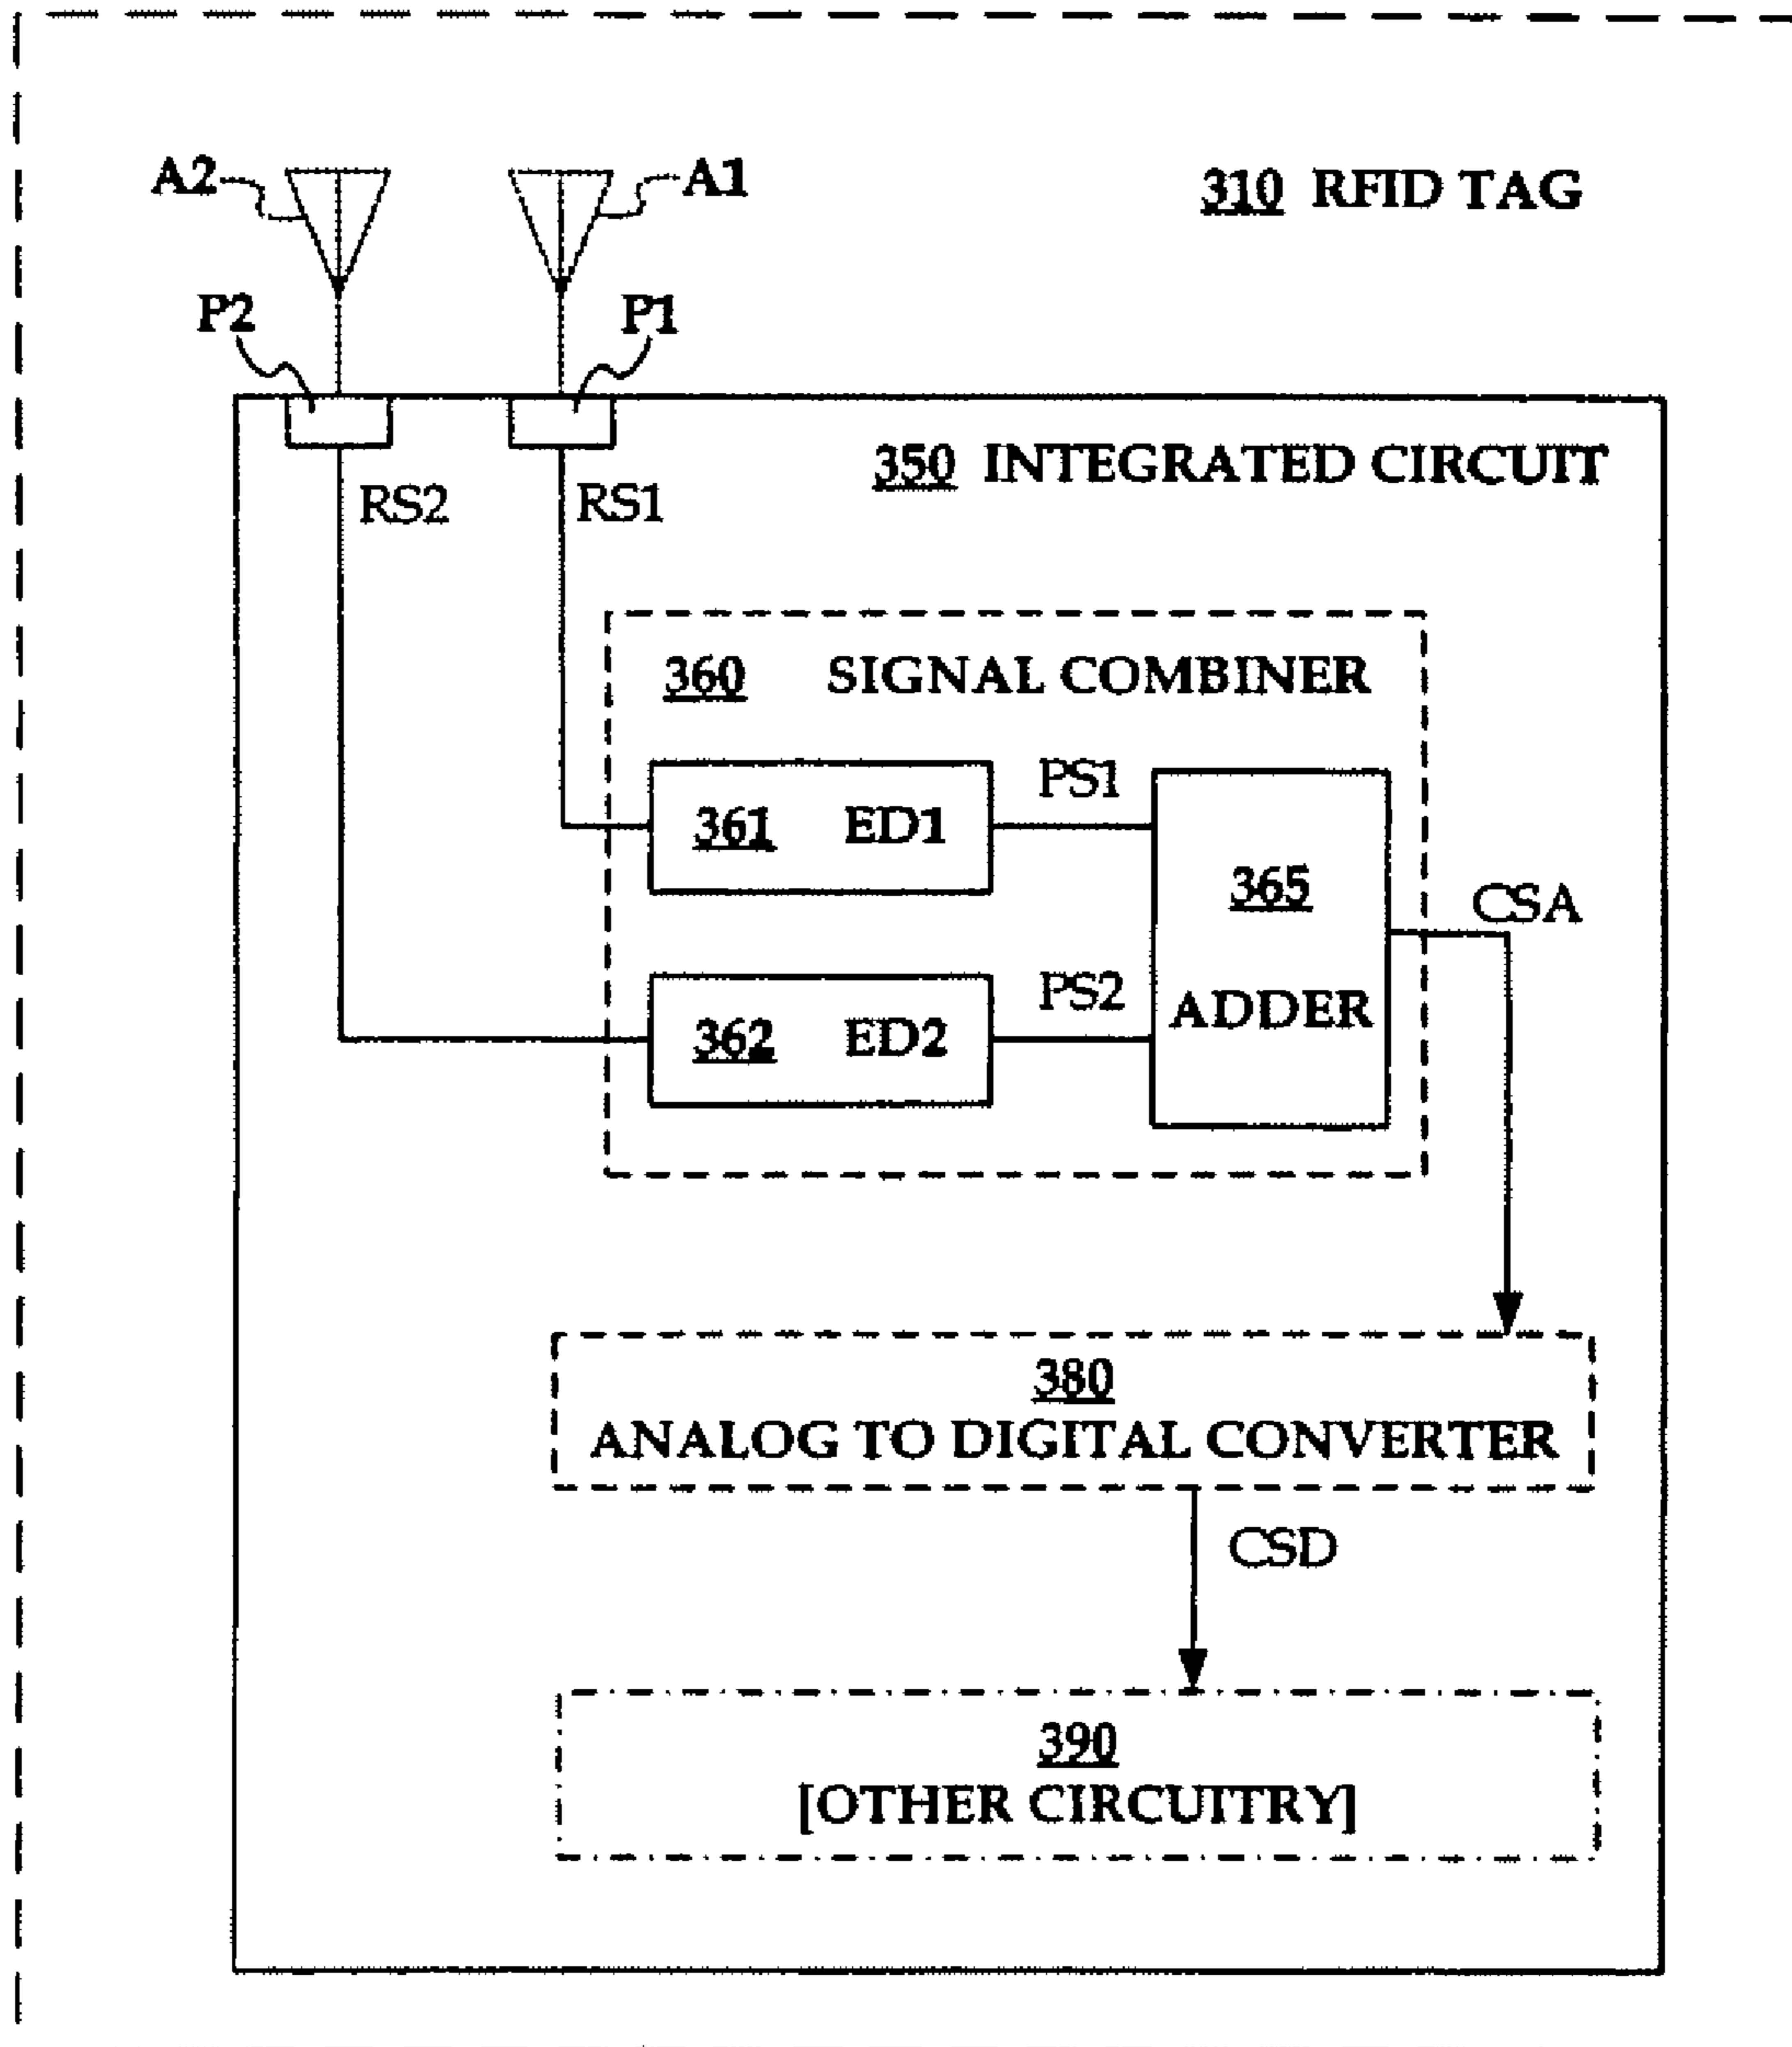 A2
A1
310 RFID TAG
P2
P1
350 INTEGRATED CIRCUIT
RS2
RS1
360 SIGNAL COMBINER
361 ED1
PS1
365
ADDER
CSA
362 ED2
PS2
380
ANALOG TO DIGITAL CONVERTER
CSD
390
[OTHER CIRCUITRY]